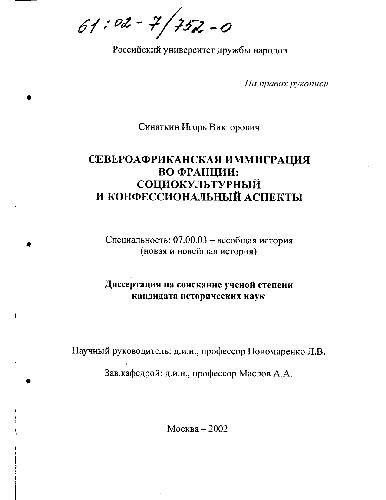 61:02-7/752-0
Российский университет дружбы народов
На правах рукописи
Синаткин Игорь Викторович
СЕВЕРОАФРИКАНСКАЯ ИММИГРАЦИЯ
ВО ФРАНЦИИ:
СОЦИОКУЛЬТУРНЫЙ
И КОНФЕССИОНАЛЬНЫЙ АСПЕКТЫ
Специальность: 07.00.03 – всеобщая история
(новая и новейшая история)
Диссертация на соискание ученой степени
кандидата исторических наук
Научный руководитель: д.и.н., профессор Пономаренко Л.В.
Зав.кафедрой: д.и.н., профессор Маслов А.А.
Москва – 2002